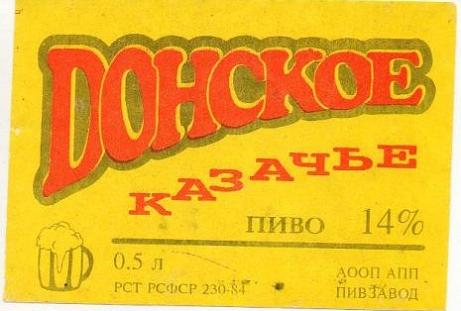 ДОНСКОЕ
КАЗАЧЬЕ
ПИВО 14%
0.5 л
РСТ РСФСР 230-84
АООП АПП
ПИВЗАВОД